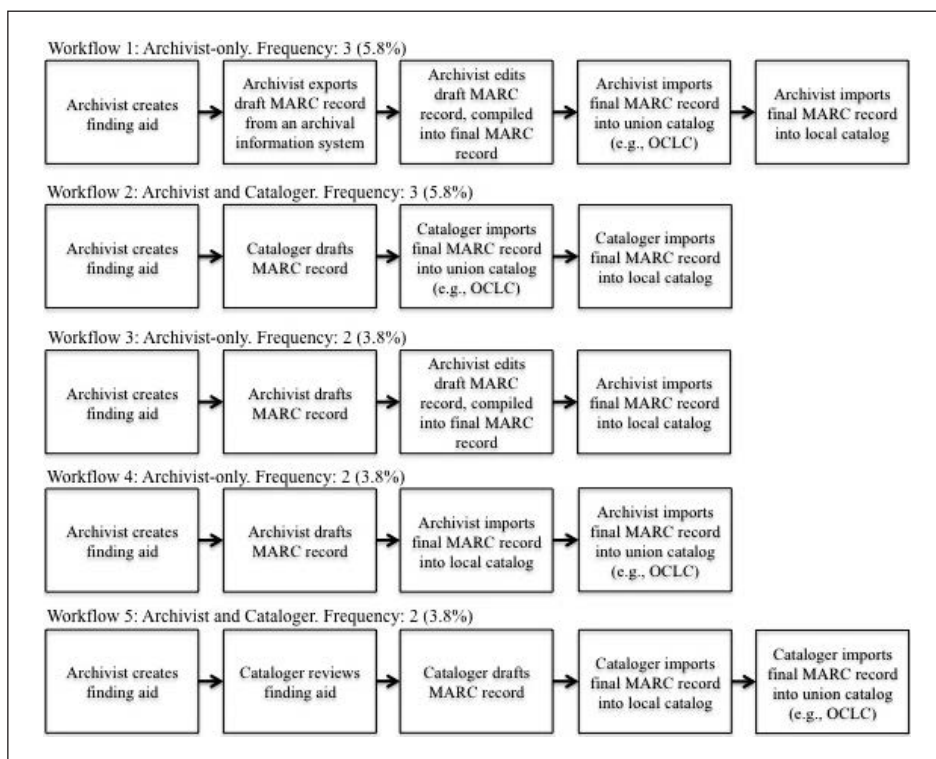 Workflow 1: Archivist-only. Frequency: 3 (5.8%)
Archivist creates
finding aid
Archivist exports
draft MARC record
from an archival
information system
Archivist edits
draft MARC
record, compiled
into final MARC
record
Archivist imports
final MARC record
into union catalog
(e.g., OCLC)
Archivist imports
final MARC record
into local catalog
Workflow 2: Archivist and Cataloger. Frequency: 3 (5.8%)
Archivist creates
finding aid
Cataloger drafts
MARC record
Cataloger imports
final MARC record
into union catalog
(e.g., OCLC)
Cataloger imports
final MARC record
into local catalog
Workflow 3: Archivist-only. Frequency: 2 (3.8%)
Archivist creates
finding aid
Archivist drafts
MARC record
Archivist edits
draft MARC
record, compiled
into final MARC
record
Archivist imports
final MARC record
into local catalog
Workflow 4: Archivist-only. Frequency: 2 (3.8%)
Archivist creates
finding aid
Archivist drafts
MARC record
Archivist imports
final MARC record
into local catalog
Archivist imports
final MARC record
into union catalog
(e.g., OCLC)
Workflow 5: Archivist and Cataloger. Frequency: 2 (3.8%)
Archivist creates
finding aid
Cataloger reviews
finding aid
Cataloger drafts
MARC record
Cataloger imports
final MARC record
into local catalog
Cataloger imports
final MARC record
into union catalog
(e.g., OCLC)